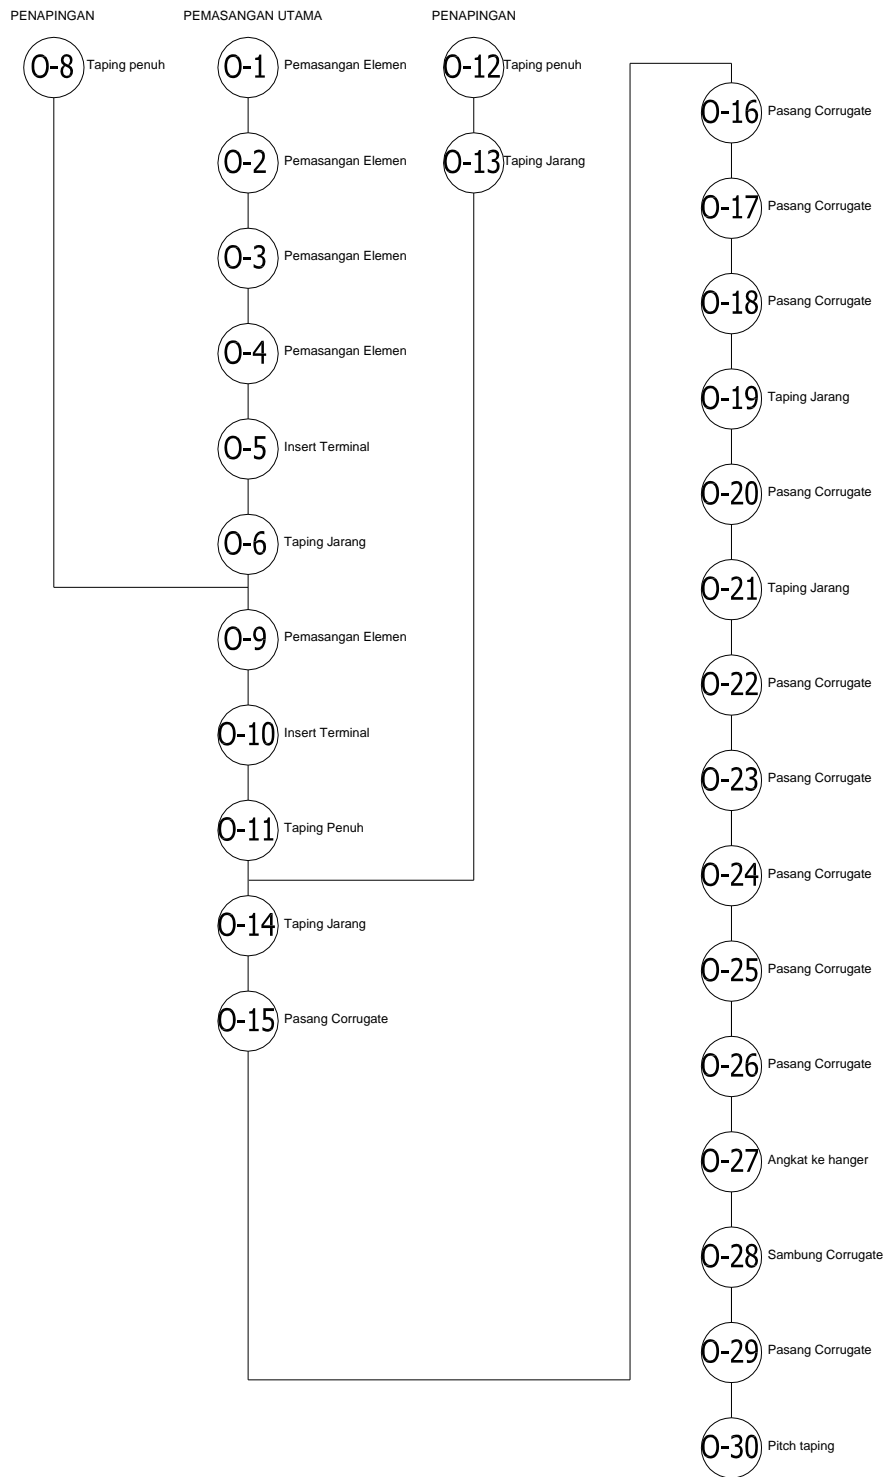 PENAPINGAN
O-8 Taping penuh
PEMASANGAN UTAMA
O-1 Pemasangan Elemen
O-2 Pemasangan Elemen
O-3 Pemasangan Elemen
O-4 Pemasangan Elemen
O-5 Insert Terminal
O-6 Taping Jarang
O-9 Pemasangan Elemen
O-10 Insert Terminal
O-11 Taping Penuh
O-14 Taping Jarang
O-15 Pasang Corrugate
PENAPINGAN
O-12 Taping penuh
O-13 Taping Jarang
O-16 Pasang Corrugate
O-17 Pasang Corrugate
O-18 Pasang Corrugate
O-19 Taping Jarang
O-20 Pasang Corrugate
O-21 Taping Jarang
O-22 Pasang Corrugate
O-23 Pasang Corrugate
O-24 Pasang Corrugate
O-25 Pasang Corrugate
O-26 Pasang Corrugate
O-27 Angkat ke hanger
O-28 Sambung Corrugate
O-29 Pasang Corrugate
O-30 Pitch taping